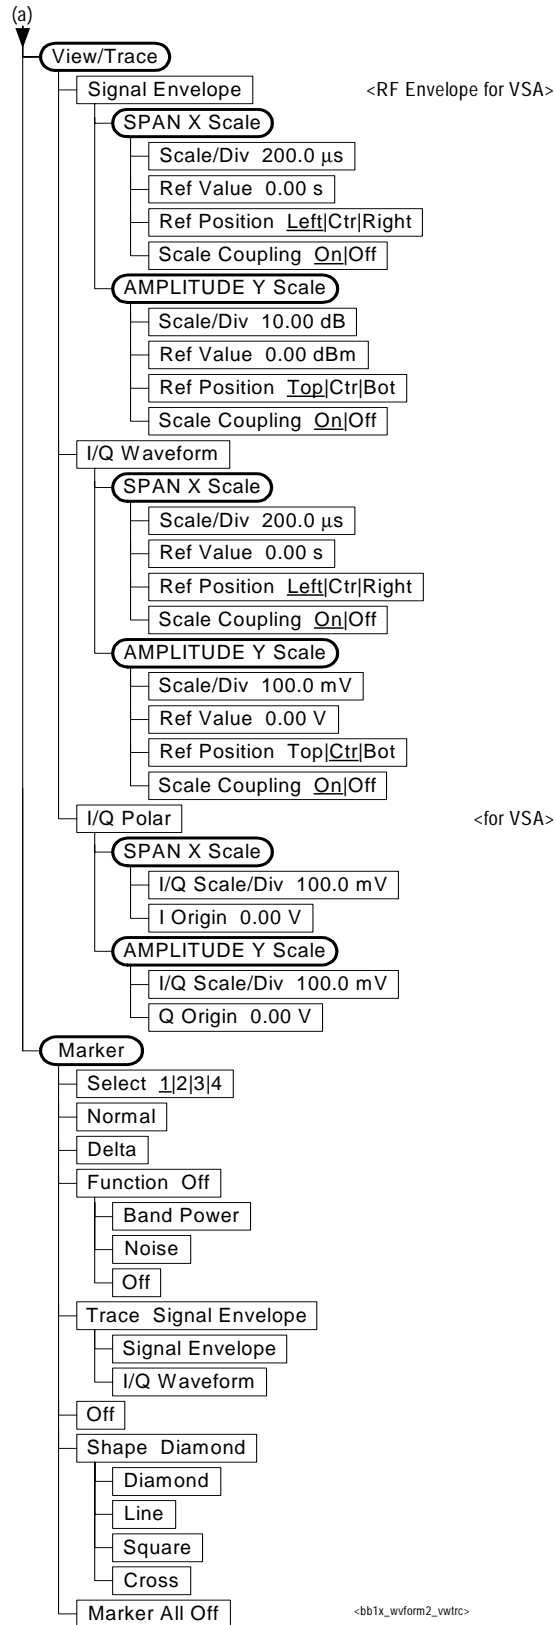 (a)
View/Trace
Signal Envelope <RF Envelope for VSA>
SPAN X Scale
Scale/Div 200.0 μs
Ref Value 0.00 s
Ref Position Left|Ctr|Right
Scale Coupling On|Off
AMPLITUDE Y Scale
Scale/Div 10.00 dB
Ref Value 0.00 dBm
Ref Position Top|Ctr|Bot
Scale Coupling On|Off
I/Q Waveform
SPAN X Scale
Scale/Div 200.0 μs
Ref Value 0.00 s
Ref Position Left|Ctr|Right
Scale Coupling On|Off
AMPLITUDE Y Scale
Scale/Div 100.0 mV
Ref Value 0.00 V
Ref Position Top|Ctr|Bot
Scale Coupling On|Off
I/Q Polar <for VSA>
SPAN X Scale
I/Q Scale/Div 100.0 mV
I Origin 0.00 V
AMPLITUDE Y Scale
I/Q Scale/Div 100.0 mV
Q Origin 0.00 V
Marker
Select 1|2|3|4
Normal
Delta
Function Off
Band Power
Noise
Off
Trace Signal Envelope
Signal Envelope
I/Q Waveform
Off
Shape Diamond
Diamond
Line
Square
Cross
Marker All Off <bb1x_wvform2_vwtrc>